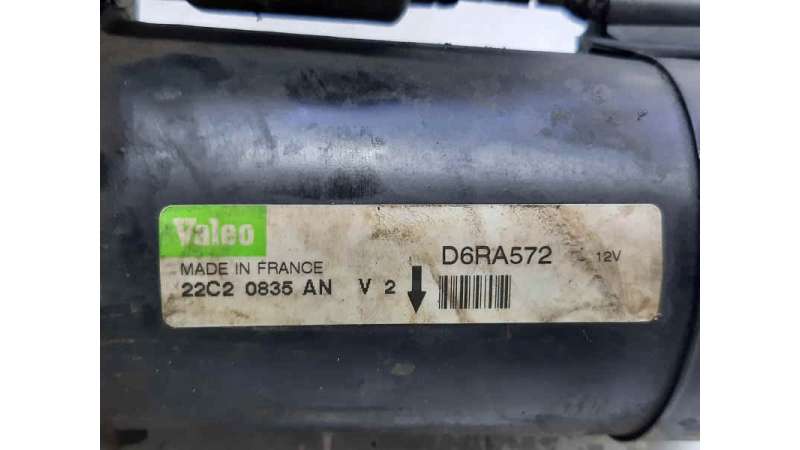 Valeo
MADE IN FRANCE
22C2 0835 AN V 2
D6RA572 12V